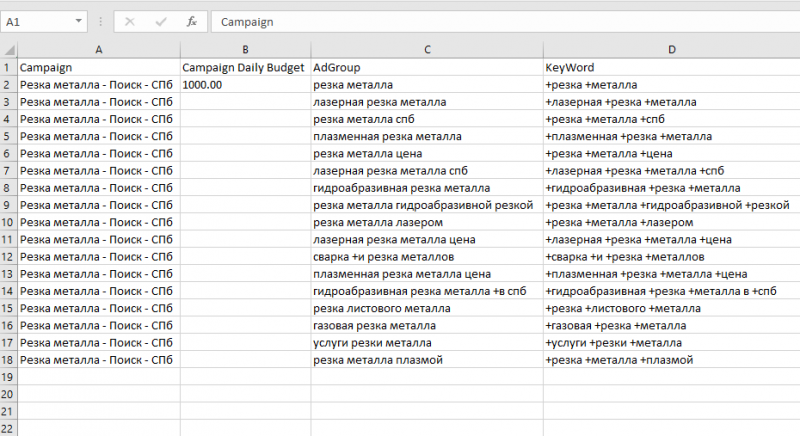 A1 fx Campaign
A B C D
1 Campaign Campaign Daily Budget AdGroup KeyWord
2 Резка металла - Поиск - СПб 1000.00 резка металла +резка +металла
3 Резка металла - Поиск - СПб лазерная резка металла +лазерная +резка +металла
4 Резка металла - Поиск - СПб резка металла спб +резка +металла +спб
5 Резка металла - Поиск - СПб плазменная резка металла +плазменная +резка +металла
6 Резка металла - Поиск - СПб резка металла цена +резка +металла +цена
7 Резка металла - Поиск - СПб лазерная резка металла спб +лазерная +резка +металла +спб
8 Резка металла - Поиск - СПб гидроабразивная резка металла +гидроабразивная +резка +металла
9 Резка металла - Поиск - СПб резка металла гидроабразивной резкой +резка +металла +гидроабразивной +резкой
10 Резка металла - Поиск - СПб резка металла лазером +резка +металла +лазером
11 Резка металла - Поиск - СПб лазерная резка металла цена +лазерная +резка +металла +цена
12 Резка металла - Поиск - СПб сварка +и резка металлов +сварка +и +резка +металлов
13 Резка металла - Поиск - СПб плазменная резка металла цена +плазменная +резка +металла +цена
14 Резка металла - Поиск - СПб гидроабразивная резка металла +в спб +гидроабразивная +резка +металла в +спб
15 Резка металла - Поиск - СПб резка листового металла +резка +листового +металла
16 Резка металла - Поиск - СПб газовая резка металла +газовая +резка +металла
17 Резка металла - Поиск - СПб услуги резки металла +услуги +резки +металла
18 Резка металла - Поиск - СПб резка металла плазмой +резка +металла +плазмой
19
20
21
22